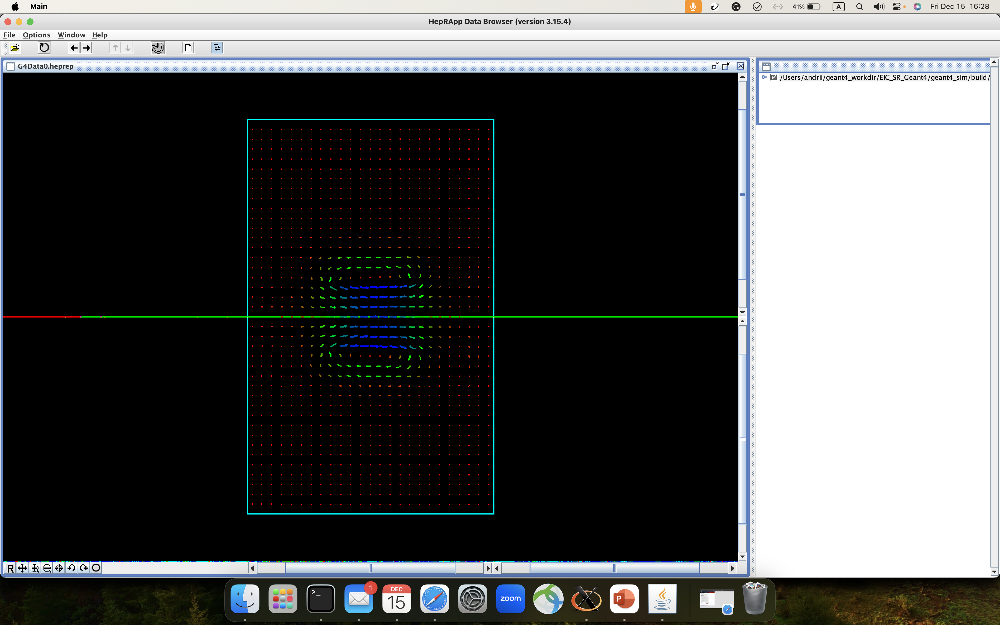 Main
41%
A
Fri Dec 15 16:28
HepRApp Data Browser (version 3.15.4)
File Options Window Help
G4Data0.heprep
/Users/andrii/geant4_workdir/EIC_SR_Geant4/geant4_sim/build/
R
>_
1
DEC
15
zoom
X
P